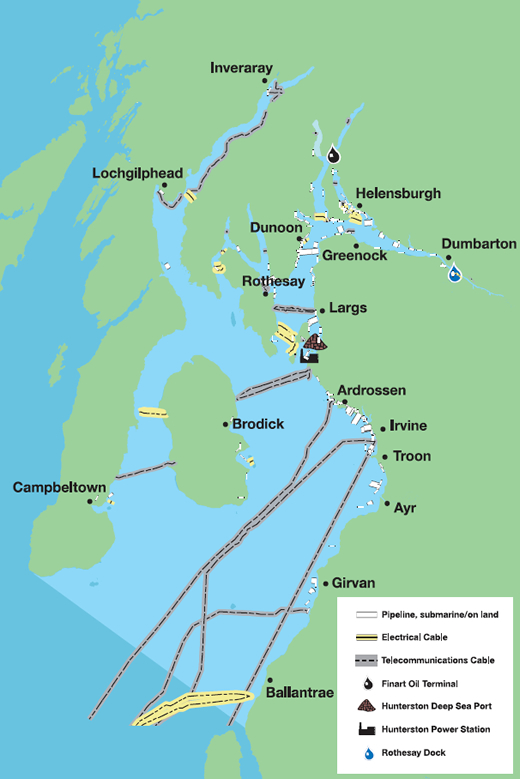 Inveraray
Lochgilphead
Helensburgh
Dunoon
Dumbarton
Greenock
Rothesay
Largs
Ardrossen
Brodick
Irvine
Troon
Campbeltown
Ayr
Girvan
Ballantrae
Pipeline, submarine/on land
Electrical Cable
Telecommunications Cable
Finart Oil Terminal
Hunterston Deep Sea Port
Hunterston Power Station
Rothesay Dock